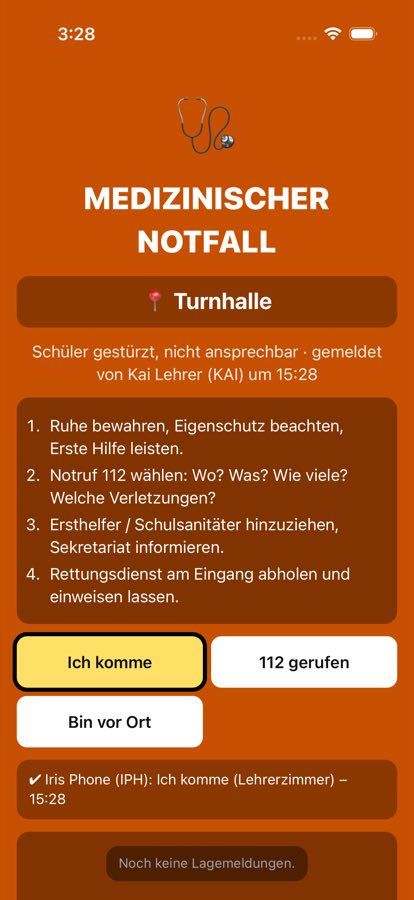 3:28
MEDIZINISCHER
NOTFALL
Turnhalle
Schüler gestürzt, nicht ansprechbar · gemeldet
von Kai Lehrer (KAI) um 15:28
1. Ruhe bewahren, Eigenschutz beachten,
Erste Hilfe leisten.
2. Notruf 112 wählen: Wo? Was? Wie viele?
Welche Verletzungen?
3. Ersthelfer / Schulsanitäter hinzuziehen,
Sekretariat informieren.
4. Rettungsdienst am Eingang abholen und
einweisen lassen.
Ich komme
112 gerufen
Bin vor Ort
✔ Iris Phone (IPH): Ich komme (Lehrerzimmer) –
15:28
Noch keine Lagemeldungen.